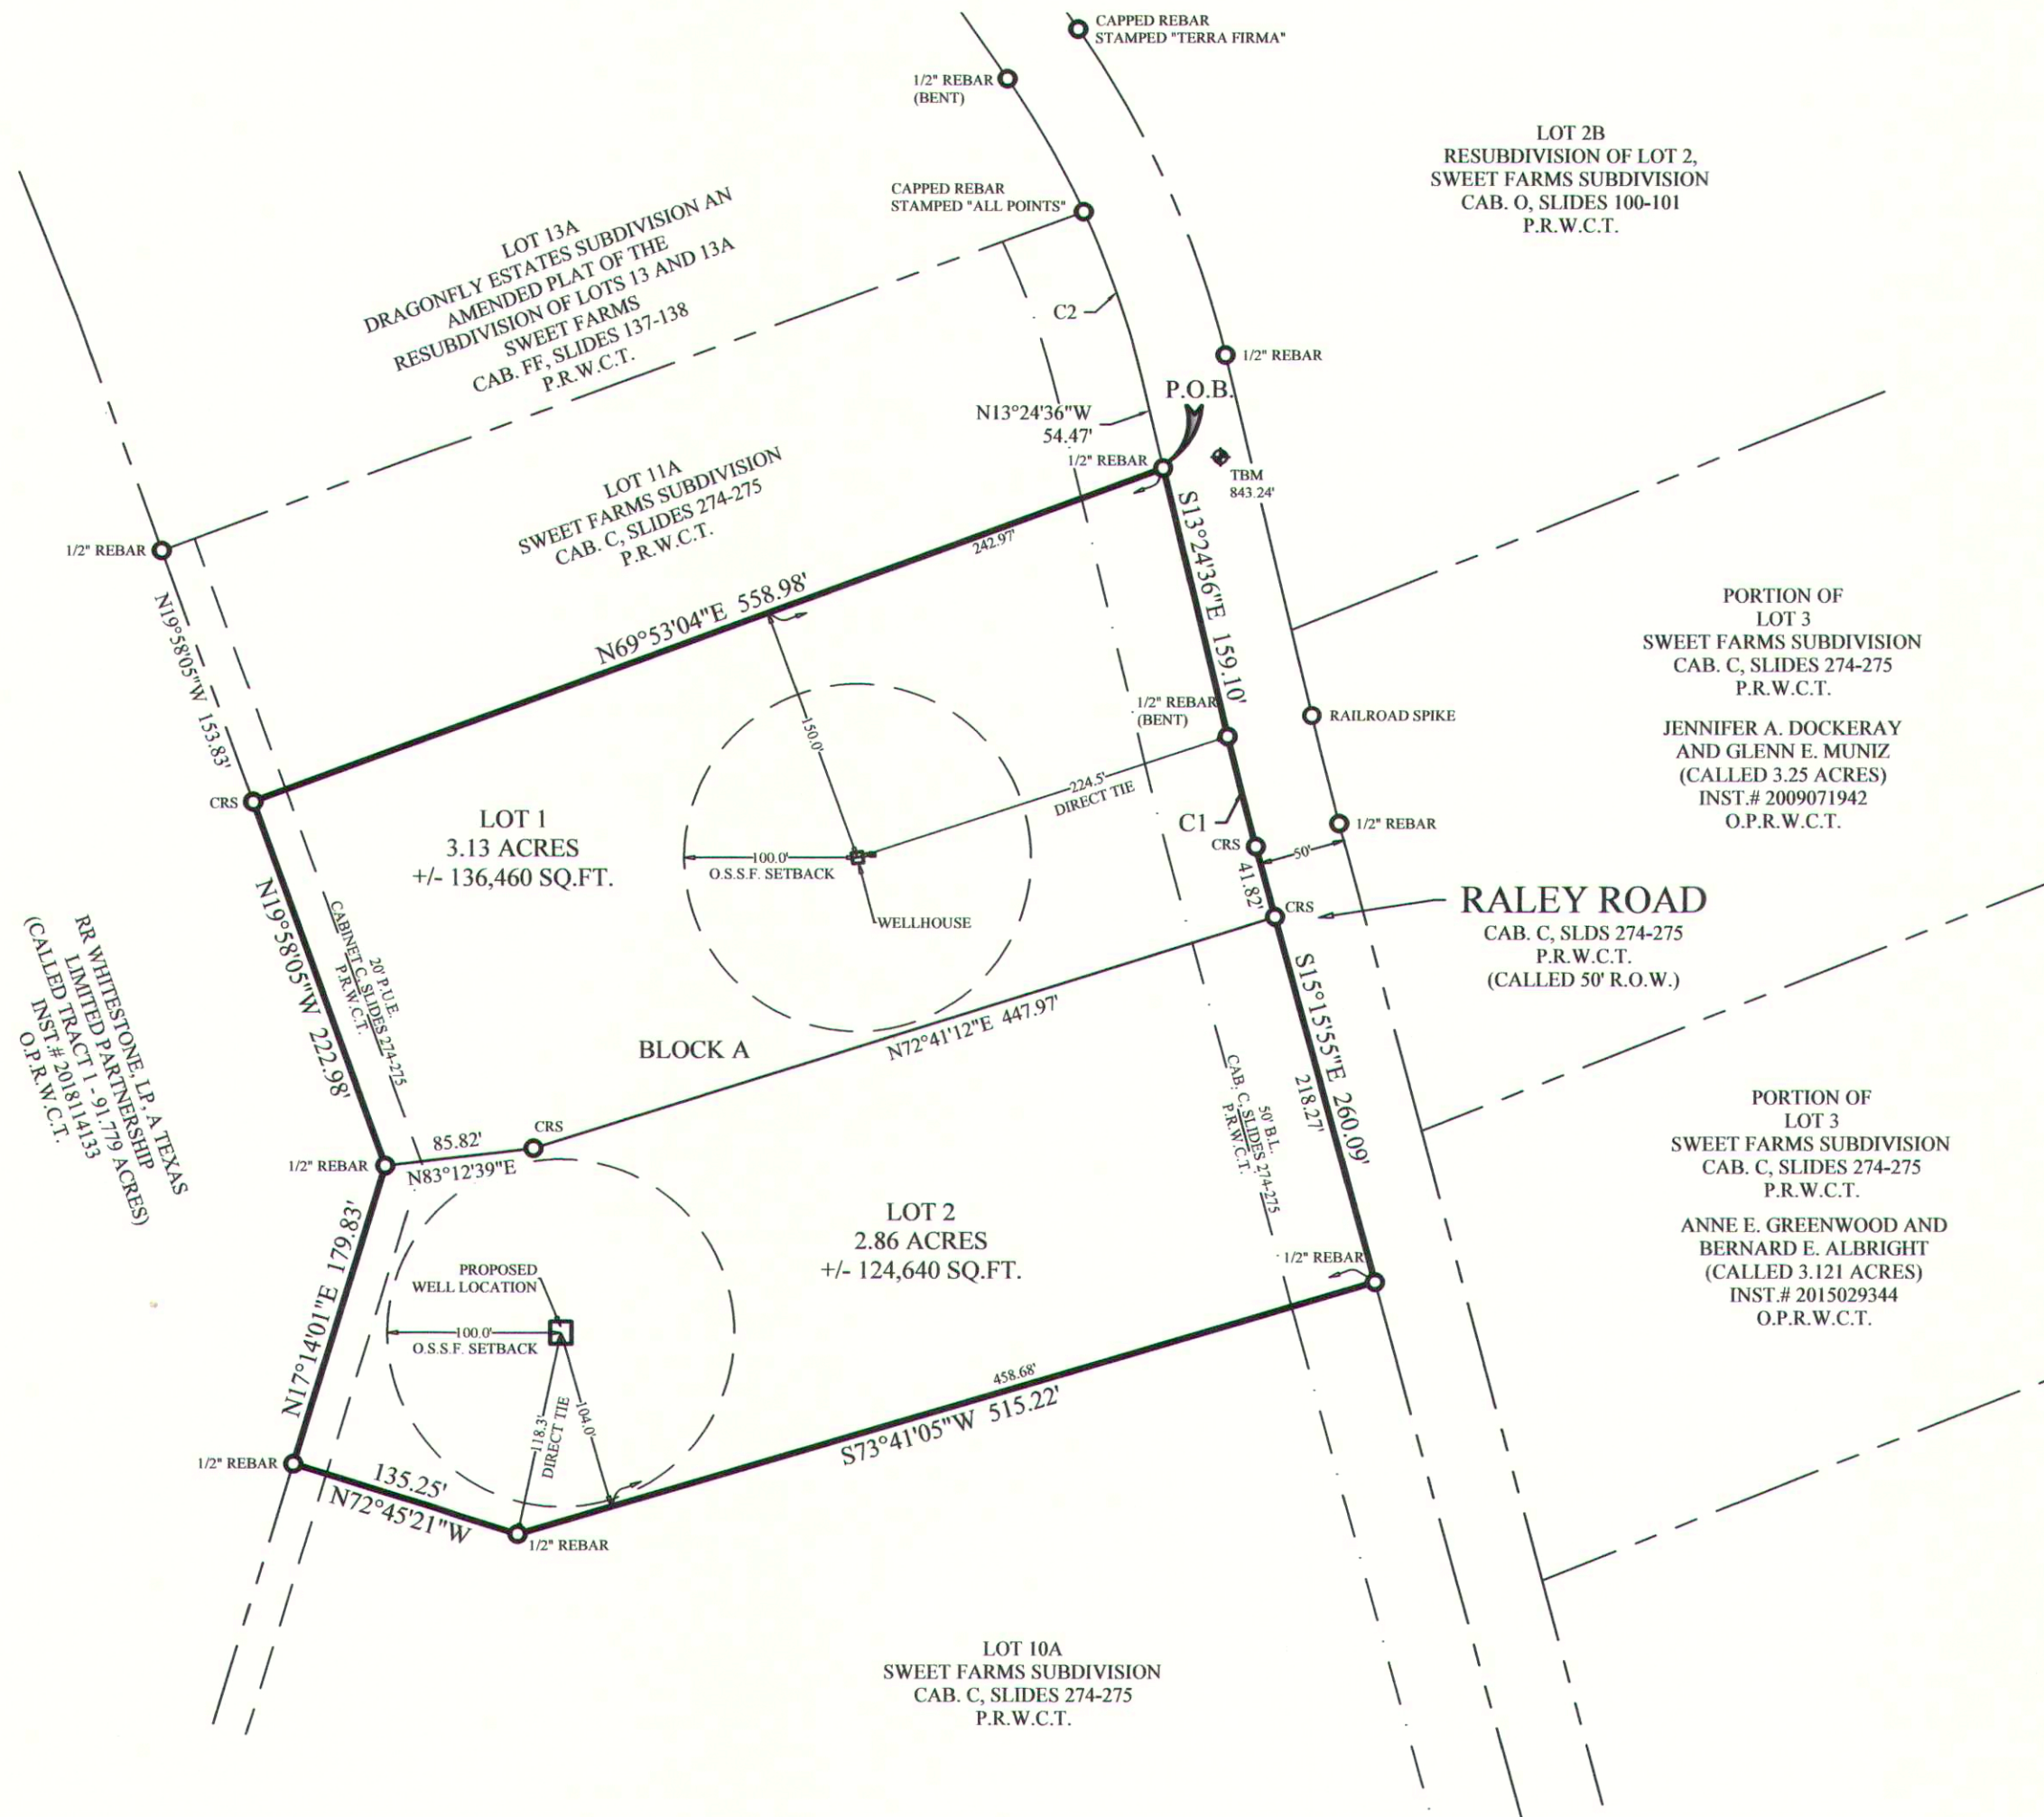 CAPPED REBAR
STAMPED "TERRA FIRMA"
1/2" REBAR
(BENT)
LOT 2B
RESUBDIVISION OF LOT 2,
SWEET FARMS SUBDIVISION
CAB. O, SLIDES 100-101
P.R.W.C.T.
CAPPED REBAR
STAMPED "ALL POINTS"
LOT 13A
DRAGONFLY ESTATES SUBDIVISION AN
AMENDED PLAT OF THE
RESUBDIVISION OF LOTS 13 AND 13A
SWEET FARMS
CAB. FF, SLIDES 137-138
P.R.W.C.T.
C2
1/2" REBAR
P.O.B.
N13°24'36"W
54.47'
1/2" REBAR
TBM
843.24'
LOT 11A
SWEET FARMS SUBDIVISION
CAB. C, SLIDES 274-275
P.R.W.C.T.
1/2" REBAR
242.97'
N69°53'04"E 558.98'
S13°24'36"E 159.10'
N19°58'05"W 153.83'
PORTION OF
LOT 3
SWEET FARMS SUBDIVISION
CAB. C, SLIDES 274-275
P.R.W.C.T.
JENNIFER A. DOCKERAY
AND GLENN E. MUNIZ
(CALLED 3.25 ACRES)
INST.# 2009071942
O.P.R.W.C.T.
1/2" REBAR
(BENT)
RAILROAD SPIKE
150.0'
224.5'
DIRECT TIE
CRS
LOT 1
3.13 ACRES
+/- 136,460 SQ.FT.
C1
1/2" REBAR
CRS
50'
100.0'
O.S.S.F. SETBACK
41.82'
WELLHOUSE
CRS
RALEY ROAD
CAB. C, SLDS 274-275
P.R.W.C.T.
(CALLED 50' R.O.W.)
N19°58'05"W 222.98'
20' P.U.E.
CABINET C, SLIDES 274-275
P.R.W.C.T.
RR WHITESTONE, LP, A TEXAS
LIMITED PARTNERSHIP
(CALLED TRACT 1 - 91.779 ACRES)
INST.# 2018114133
O.P.R.W.C.T.
BLOCK A
N72°41'12"E 447.97'
S15°15'55"E 260.09'
218.27'
50' B.L.
CAB. C, SLIDES 274-275
P.R.W.C.T.
CRS
85.82'
N83°12'39"E
1/2" REBAR
PORTION OF
LOT 3
SWEET FARMS SUBDIVISION
CAB. C, SLIDES 274-275
P.R.W.C.T.
ANNE E. GREENWOOD AND
BERNARD E. ALBRIGHT
(CALLED 3.121 ACRES)
INST.# 2015029344
O.P.R.W.C.T.
LOT 2
2.86 ACRES
+/- 124,640 SQ.FT.
1/2" REBAR
N17°14'01"E 179.83'
PROPOSED
WELL LOCATION
100.0'
O.S.S.F. SETBACK
118.3'
DIRECT TIE
104.0'
458.68'
S73°41'05"W 515.22'
1/2" REBAR
135.25'
N72°45'21"W
1/2" REBAR
LOT 10A
SWEET FARMS SUBDIVISION
CAB. C, SLIDES 274-275
P.R.W.C.T.